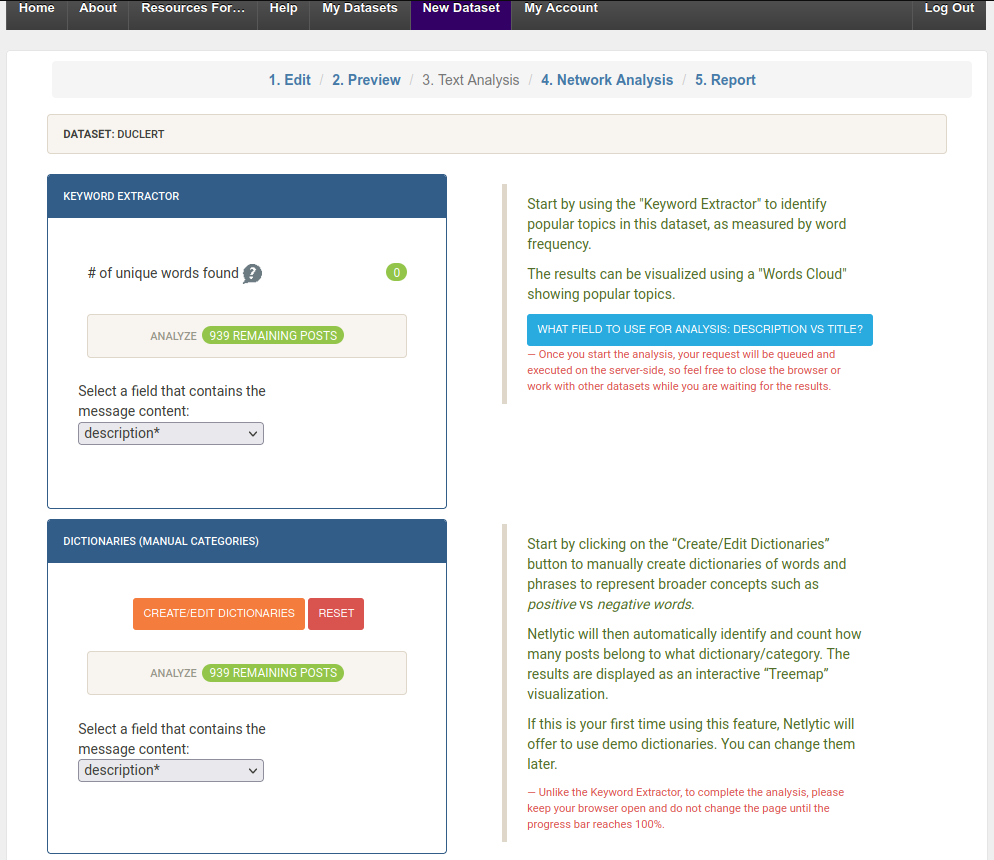 Home About Resources For... Help My Datasets New Dataset My Account Log Out
1. Edit / 2. Preview / 3. Text Analysis / 4. Network Analysis / 5. Report
DATASET: DUCLERT
KEYWORD EXTRACTOR
# of unique words found ? 0
ANALYZE 939 REMAINING POSTS
Select a field that contains the
message content:
description*
Start by using the "Keyword Extractor" to identify
popular topics in this dataset, as measured by word
frequency.
The results can be visualized using a "Words Cloud"
showing popular topics.
WHAT FIELD TO USE FOR ANALYSIS: DESCRIPTION VS TITLE?
— Once you start the analysis, your request will be queued and
executed on the server-side, so feel free to close the browser or
work with other datasets while you are waiting for the results.
DICTIONARIES (MANUAL CATEGORIES)
CREATE/EDIT DICTIONARIES RESET
ANALYZE 939 REMAINING POSTS
Select a field that contains the
message content:
description*
Start by clicking on the “Create/Edit Dictionaries”
button to manually create dictionaries of words and
phrases to represent broader concepts such as
positive vs negative words.
Netlytic will then automatically identify and count how
many posts belong to what dictionary/category. The
results are displayed as an interactive “Treemap”
visualization.
If this is your first time using this feature, Netlytic will
offer to use demo dictionaries. You can change them
later.
— Unlike the Keyword Extractor, to complete the analysis, please
keep your browser open and do not change the page until the
progress bar reaches 100%.